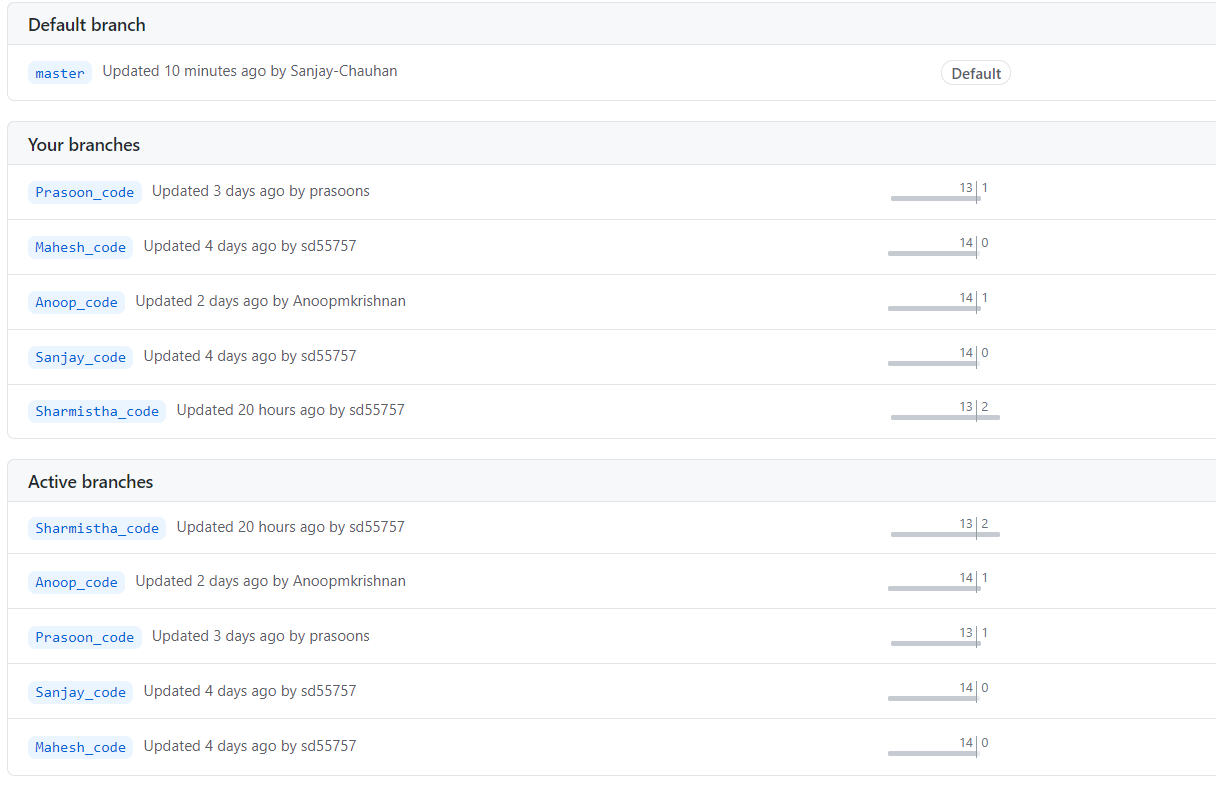 Default branch
master Updated 10 minutes ago by Sanjay-Chauhan Default
Your branches
Prasoon_code Updated 3 days ago by prasoons 13 1
Mahesh_code Updated 4 days ago by sd55757 14 0
Anoop_code Updated 2 days ago by Anoopmkrishnan 14 1
Sanjay_code Updated 4 days ago by sd55757 14 0
Sharmistha_code Updated 20 hours ago by sd55757 13 2
Active branches
Sharmistha_code Updated 20 hours ago by sd55757 13 2
Anoop_code Updated 2 days ago by Anoopmkrishnan 14 1
Prasoon_code Updated 3 days ago by prasoons 13 1
Sanjay_code Updated 4 days ago by sd55757 14 0
Mahesh_code Updated 4 days ago by sd55757 14 0